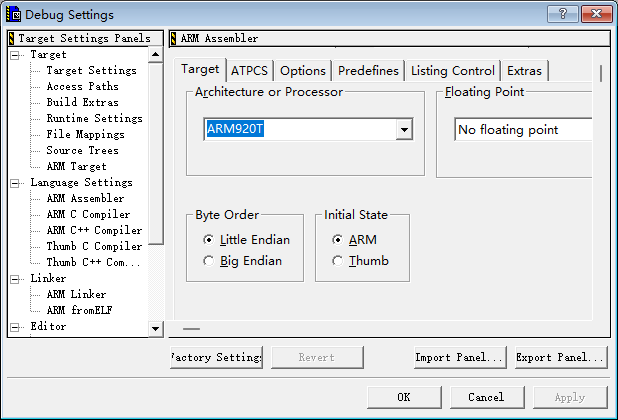 Debug Settings
Target Settings Panels
Target
Target Settings
Access Paths
Build Extras
Runtime Settings
File Mappings
Source Trees
ARM Target
Language Settings
ARM Assembler
ARM C Compiler
ARM C++ Compiler
Thumb C Compiler
Thumb C++ Com...
Linker
ARM Linker
ARM fromELF
Editor
ARM Assembler
Target ATPCS Options Predefines Listing Control Extras
Architecture or Processor
ARM920T
Floating Point
No floating point
Byte Order
Little Endian
Big Endian
Initial State
ARM
Thumb
Factory Settings Revert Import Panel... Export Panel...
OK Cancel Apply